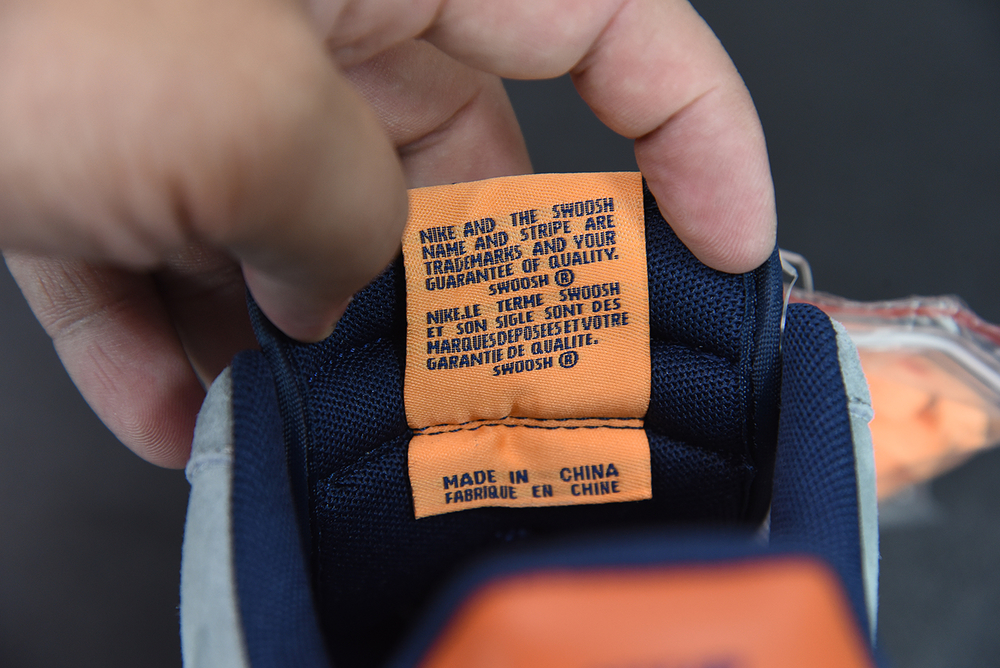 NIKE AND THE SWOOSH
NAME AND STRIPE ARE
TRADEMARKS AND YOUR
GUARANTEE OF QUALITY.
SWOOSH ®
NIKE.LE TERME SWOOSH
ET SON SIGLE SONT DES
MARQUESDEPOSEESETVOTRE
GARANTIE DE QUALITE.
SWOOSH ®
MADE IN CHINA
FABRIQUE EN CHINE